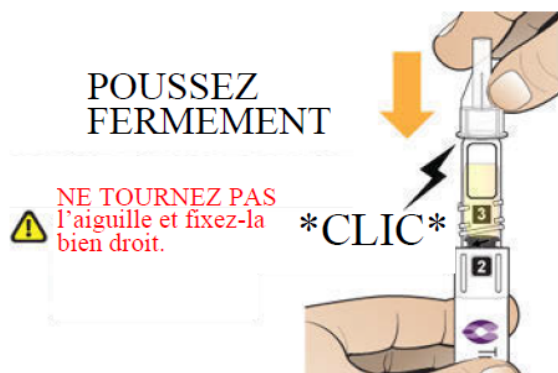 POUSSEZ
FERMEMENT
NE TOURNEZ PAS
l’aiguille et fixez-la
bien droit.
*CLIC*
3
2